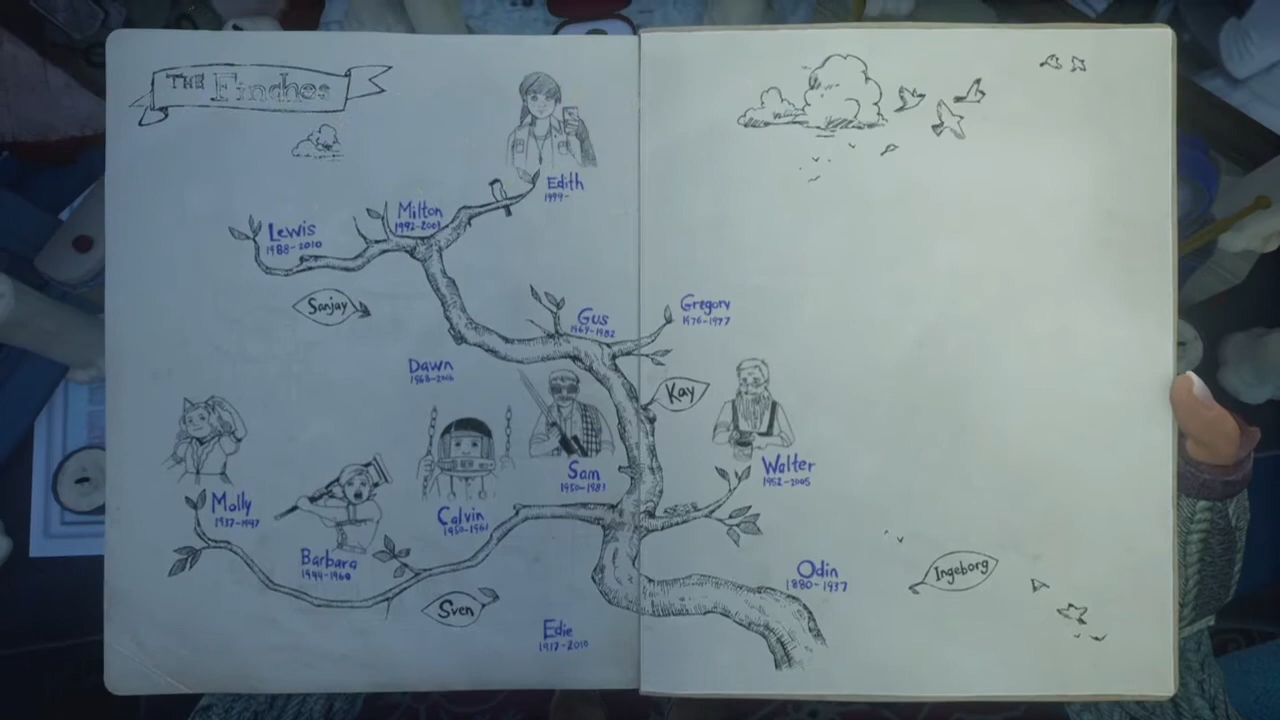 THE Finches
Edith
1999-
Milton
1992-2003
Lewis
1988-2010
Sanjay
Gregory
1976-1977
Gus
1969-1982
Dawn
1968-2016
Kay
Walter
1952-2005
Sam
1950-1983
Calvin
1950-1961
Molly
1937-1947
Barbara
1944-1960
Sven
Odin
1880-1937
Ingeborg
Edie
1917-2010